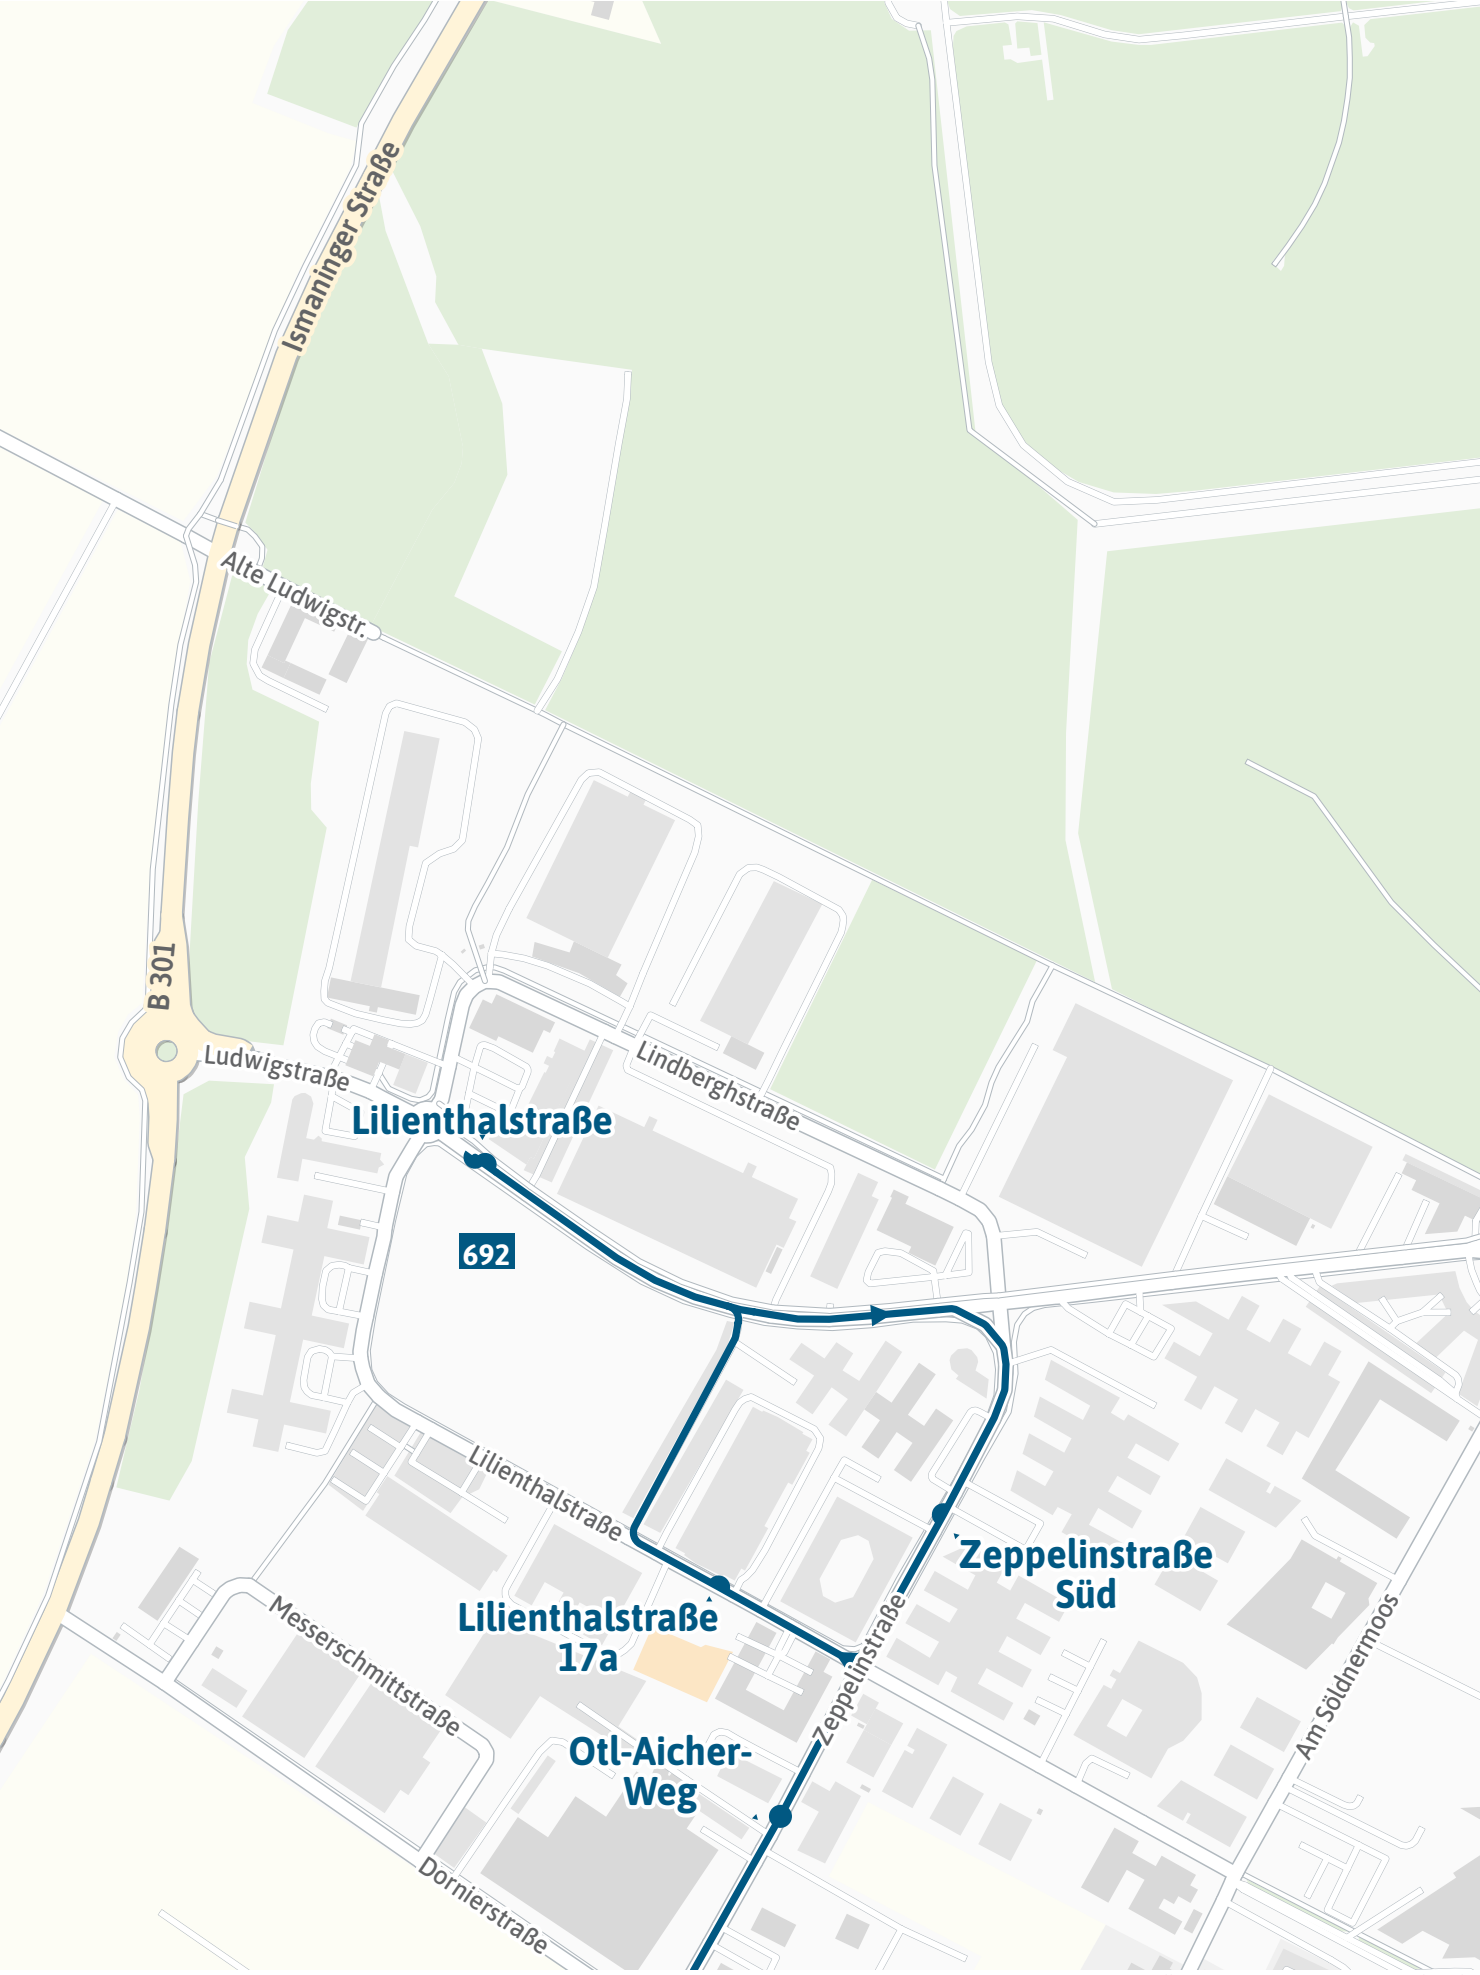 Ismaninger Straße
Alte Ludwigstr.
B 301
Ludwigstraße
Lindberghstraße
Lilienthalstraße
692
Lilienthalstraße
Zeppelinstraße
Süd
Lilienthalstraße
17a
Messerschmittstraße
Zeppelinstraße
Am Söldnermoos
Otl-Aicher-
Weg
Dornierstraße